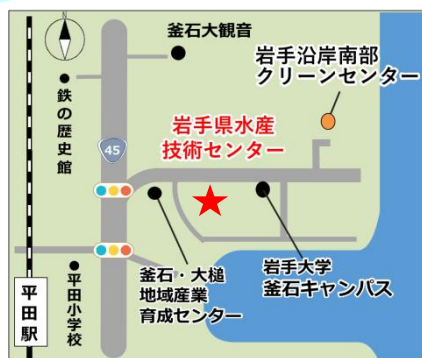 釜石大観音
岩手沿岸南部
クリーンセンター
鉄の歴史館
45
岩手県水産
技術センター
釜石・大槌
地域産業
育成センター
岩手大学
釜石キャンパス
平田小学校
平田駅